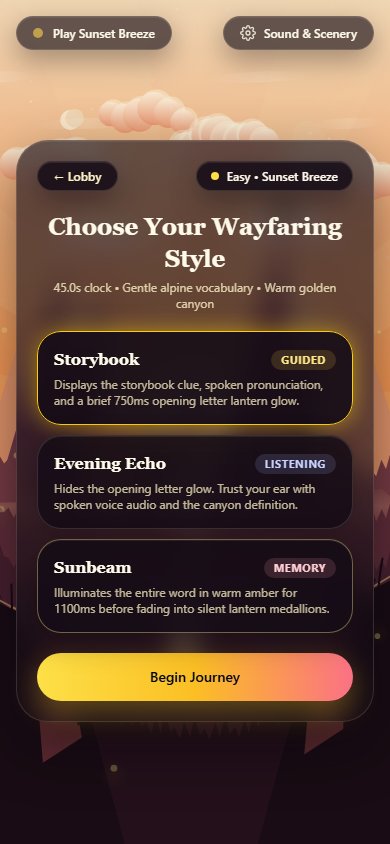 Play Sunset Breeze
Sound & Scenery
← Lobby
Easy • Sunset Breeze
Choose Your Wayfaring
Style
45.0s clock • Gentle alpine vocabulary • Warm golden
canyon
Storybook
GUIDED
Displays the storybook clue, spoken pronunciation,
and a brief 750ms opening letter lantern glow.
Evening Echo
LISTENING
Hides the opening letter glow. Trust your ear with
spoken voice audio and the canyon definition.
Sunbeam
MEMORY
Illuminates the entire word in warm amber for
1100ms before fading into silent lantern medallions.
Begin Journey